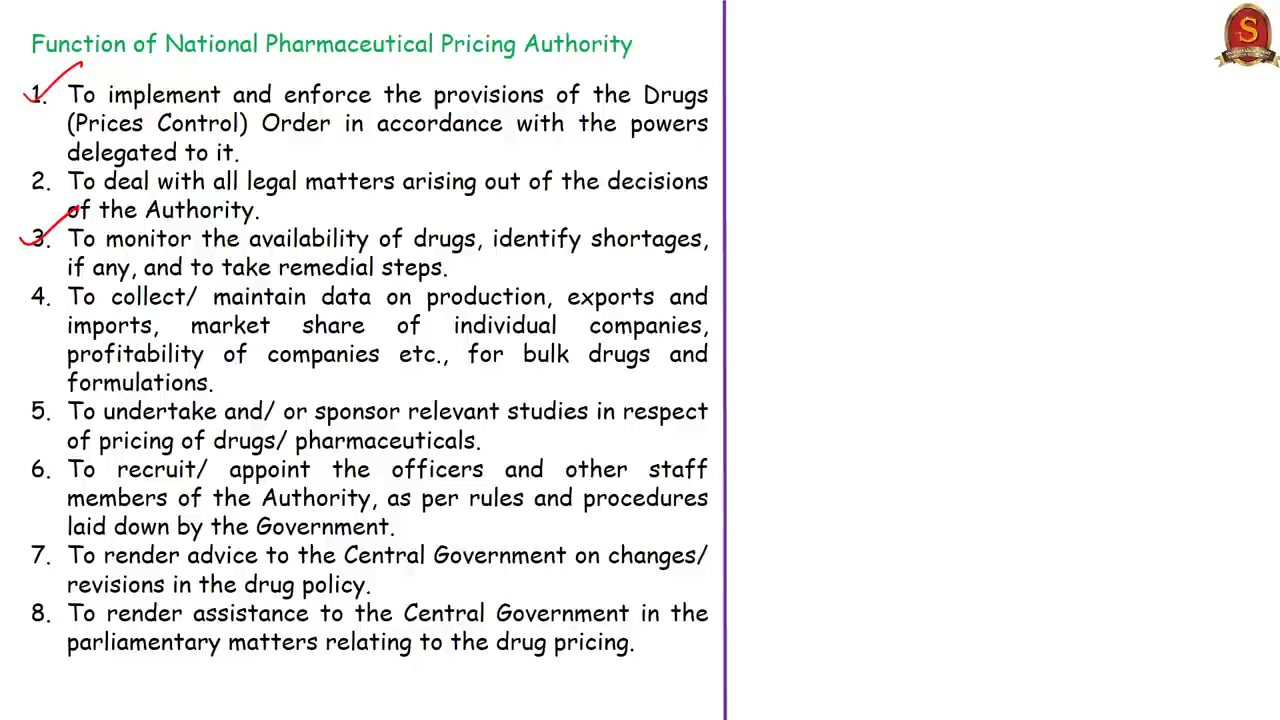 Function of National Pharmaceutical Pricing Authority
1. To implement and enforce the provisions of the Drugs
(Prices Control) Order in accordance with the powers
delegated to it.
2. To deal with all legal matters arising out of the decisions
of the Authority.
3. To monitor the availability of drugs, identify shortages,
if any, and to take remedial steps.
4. To collect/ maintain data on production, exports and
imports, market share of individual companies,
profitability of companies etc., for bulk drugs and
formulations.
5. To undertake and/ or sponsor relevant studies in respect
of pricing of drugs/ pharmaceuticals.
6. To recruit/ appoint the officers and other staff
members of the Authority, as per rules and procedures
laid down by the Government.
7. To render advice to the Central Government on changes/
revisions in the drug policy.
8. To render assistance to the Central Government in the
parliamentary matters relating to the drug pricing.
S